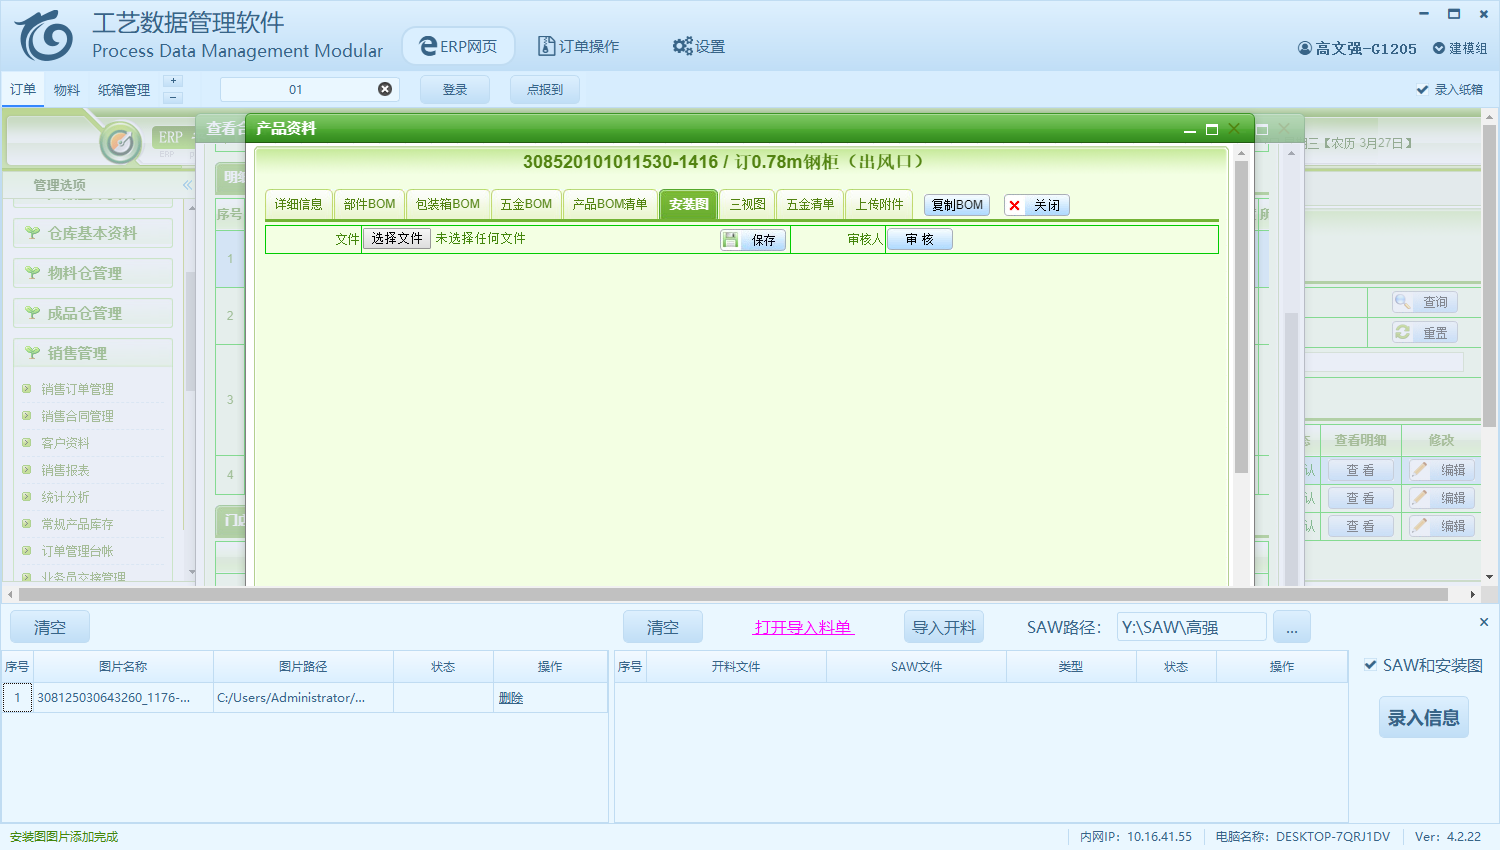 工艺数据管理软件
Process Data Management Modular
ERP网页
订单操作
设置
高文强-G1205
建模组
订单
物料
纸箱管理
01
登录
点报到
录入纸箱
ERP
查看合
产品资料
三【农历 3月27日】
管理选项
308520101011530-1416 / 订0.78m钢柜（出风口）
详细信息
部件BOM
包装箱BOM
五金BOM
产品BOM清单
安装图
三视图
五金清单
上传附件
复制BOM
关闭
文件
选择文件
未选择任何文件
保存
审核人
审 核
明细
序号
1
2
3
4
门店
仓库基本资料
物料仓管理
成品仓管理
销售管理
销售订单管理
销售合同管理
客户资料
销售报表
统计分析
常规产品库存
订单管理台帐
业务员交接管理
查询
重置
态
查看明细
修改
认
查 看
编辑
认
查 看
编辑
认
查 看
编辑
清空
清空
打开导入料单
导入开料
SAW路径：
Y:\SAW\高强
...
序号
图片名称
图片路径
状态
操作
1
308125030643260_1176-...
C:/Users/Administrator/...
删除
序号
开料文件
SAW文件
类型
状态
操作
SAW和安装图
录入信息
安装图图片添加完成
内网IP：10.16.41.55
电脑名称：DESKTOP-7QRJ1DV
Ver：4.2.22